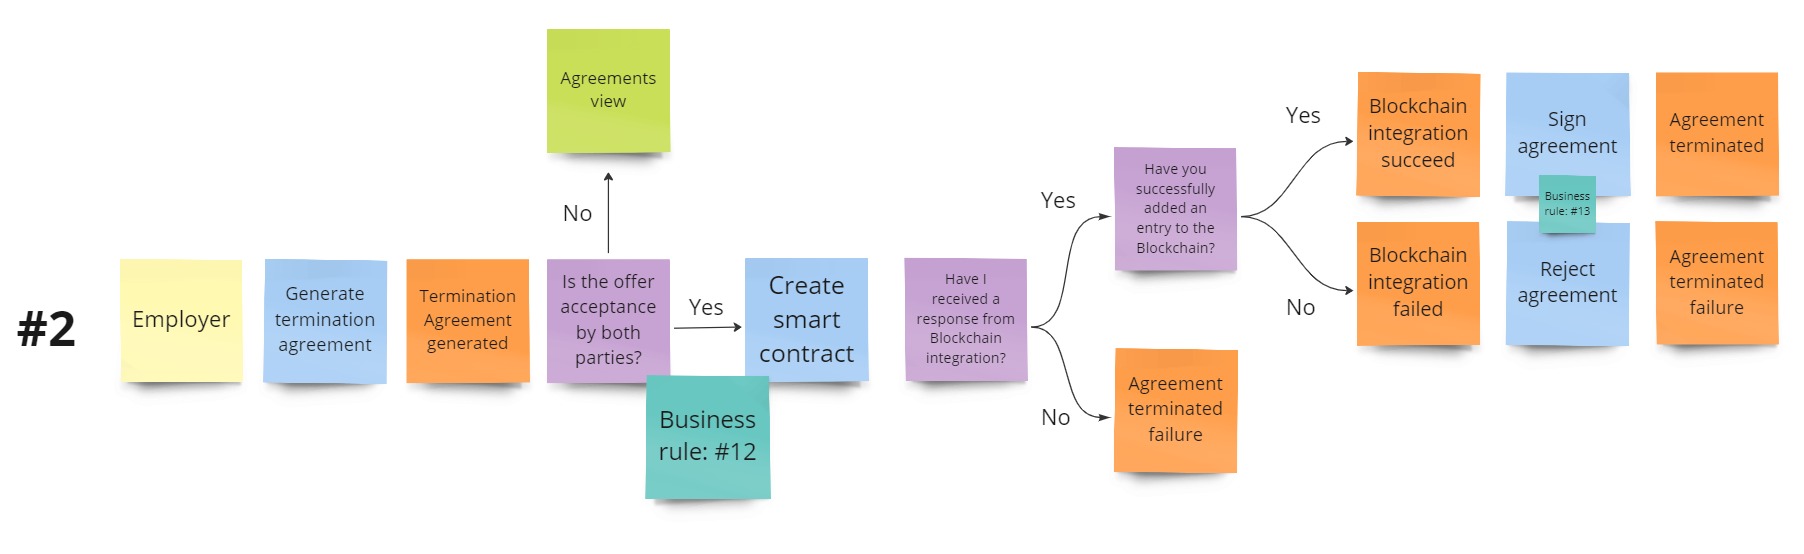 #2
Employer
Generate
termination
agreement
Termination
Agreement
generated
Agreements
view
No
Is the offer
acceptance
by both
parties?
Yes
Business
rule: #12
Create
smart
contract
Have I
received a
response from
Blockchain
integration?
Yes
No
Have you
successfully
added an
entry to the
Blockchain?
Agreement
terminated
failure
Yes
No
Blockchain
integration
succeed
Sign
agreement
Agreement
terminated
Business
rule: #13
Blockchain
integration
failed
Reject
agreement
Agreement
terminated
failure